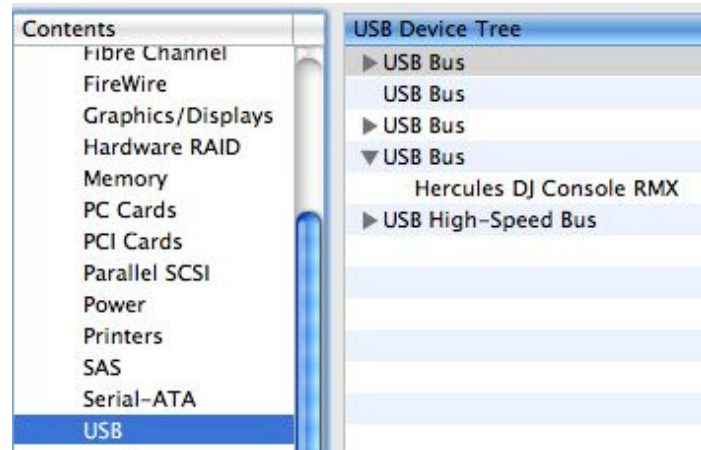 Contents
Fibre Channel
FireWire
Graphics/Displays
Hardware RAID
Memory
PC Cards
PCI Cards
Parallel SCSI
Power
Printers
SAS
Serial-ATA
USB
USB Device Tree
USB Bus
USB Bus
USB Bus
USB Bus
Hercules DJ Console RMX
USB High-Speed Bus